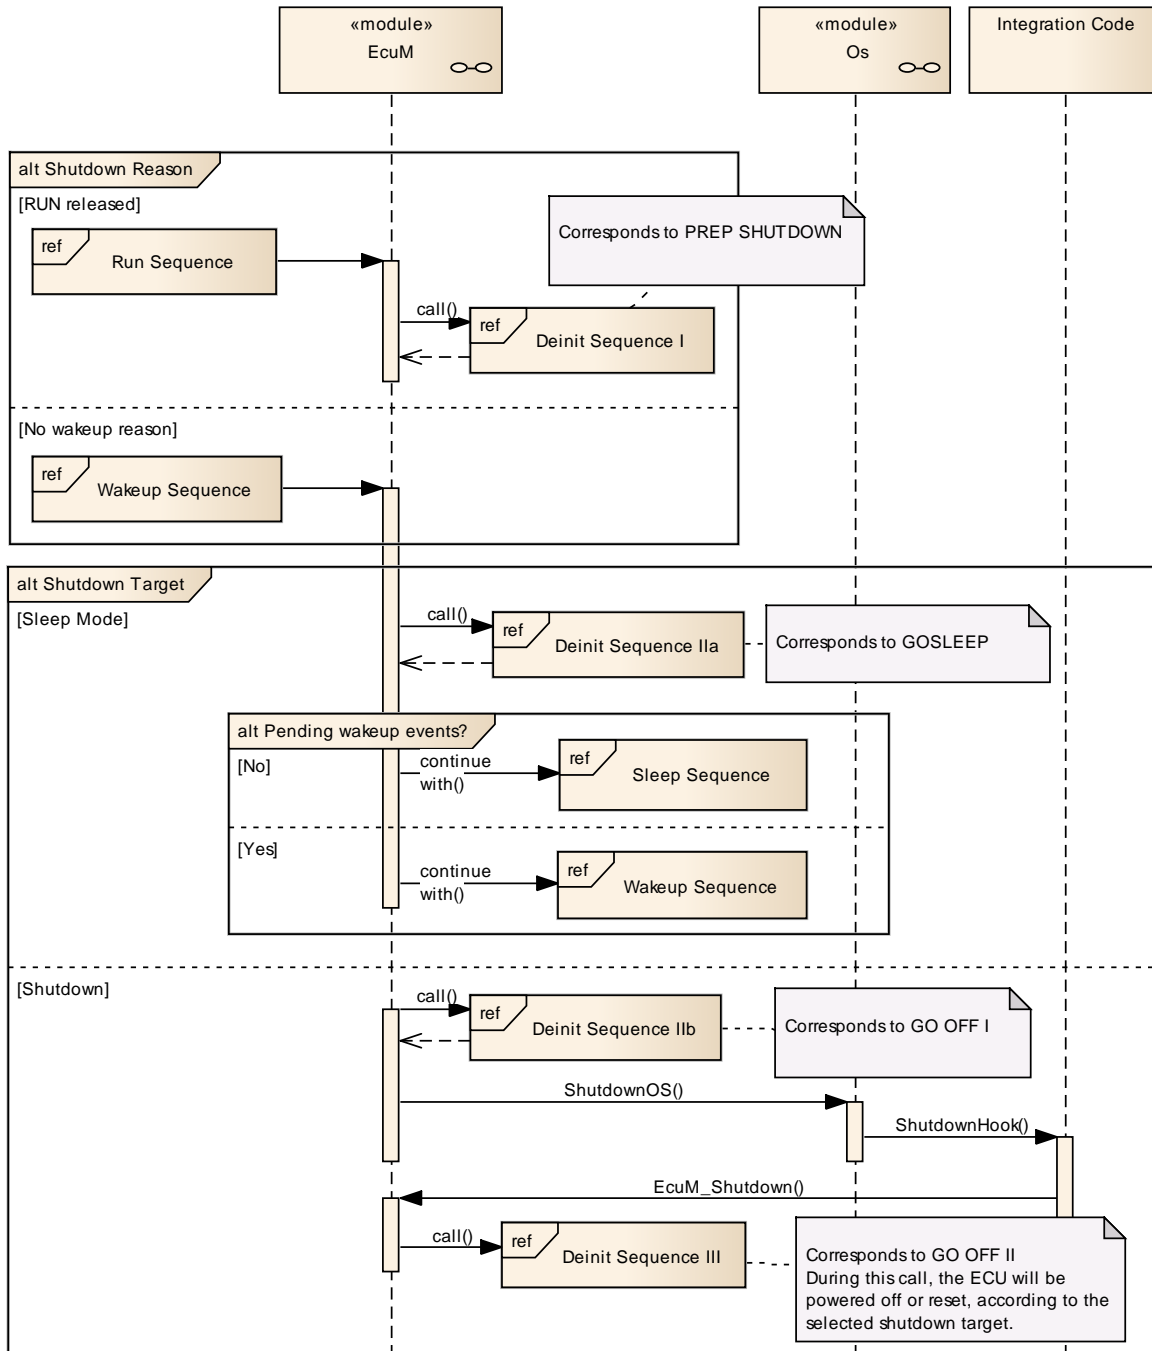 «module»
EcuM
«module»
Os
Integration Code
alt Shutdown Reason
[RUN released]
ref
Run Sequence
Corresponds to PREP SHUTDOWN
call()
ref
Deinit Sequence I
[No wakeup reason]
ref
Wakeup Sequence
alt Shutdown Target
[Sleep Mode]
call()
ref
Deinit Sequence IIa
Corresponds to GOSLEEP
alt Pending wakeup events?
[No]
continue
with()
ref
Sleep Sequence
[Yes]
continue
with()
ref
Wakeup Sequence
[Shutdown]
call()
ref
Deinit Sequence IIb
Corresponds to GO OFF I
ShutdownOS()
ShutdownHook()
EcuM_Shutdown()
call()
ref
Deinit Sequence III
Corresponds to GO OFF II
During this call, the ECU will be
powered off or reset, according to the
selected shutdown target.